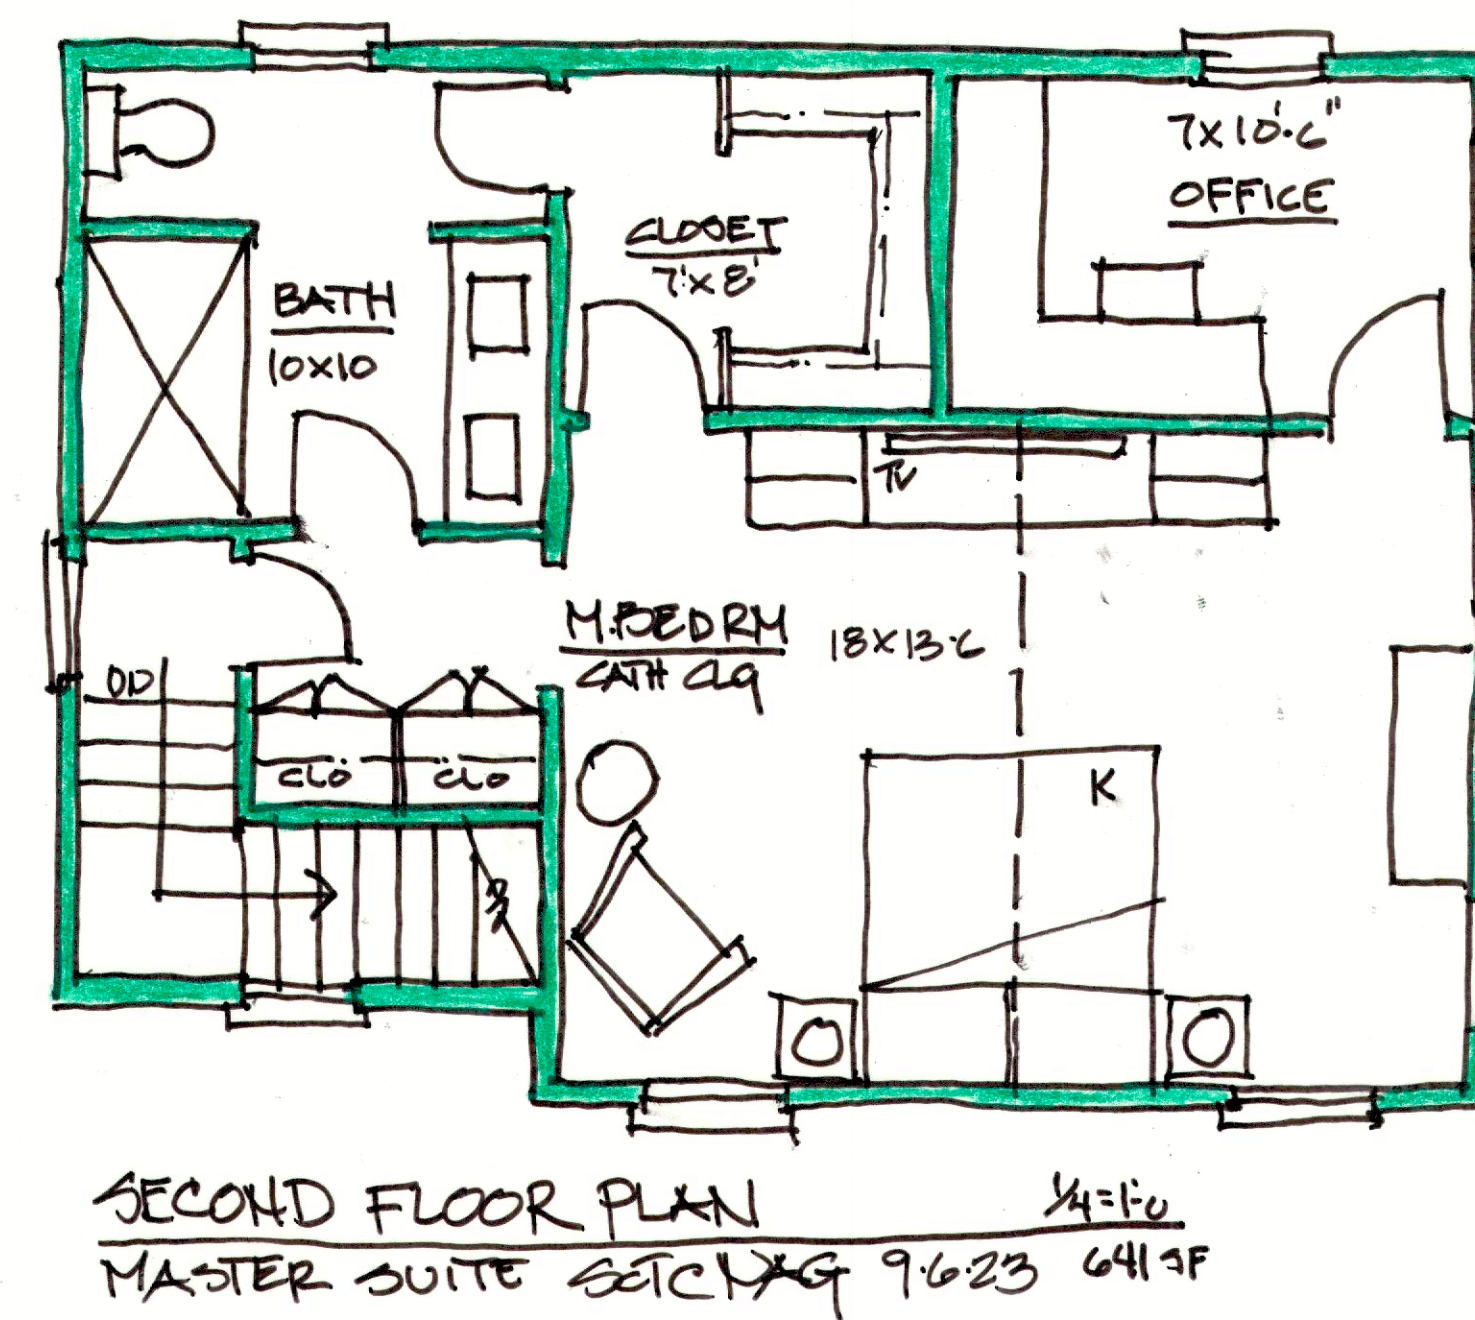 7X10'-6"
OFFICE
CLOSET
7'X8'
BATH
10X10
TV
M.BEDRM
18X13-6
CATH CLG
DN
CLO
CLO
K
SECOND FLOOR PLAN
1/4=1-0
MASTER SUITE
9.6.23
641 SF